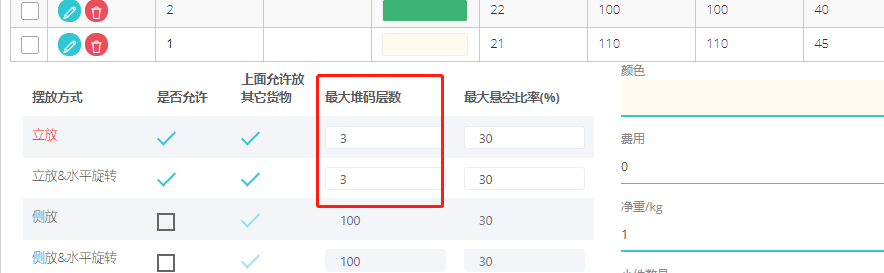 2 22 100 100 40
1 21 110 110 45
摆放方式 是否允许 上面允许放其它货物 最大堆码层数 最大悬空比率(%)
立放 3 30
立放&水平旋转 3 30
侧放 100 30
侧放&水平旋转 100 30
颜色
费用
0
净重/kg
1